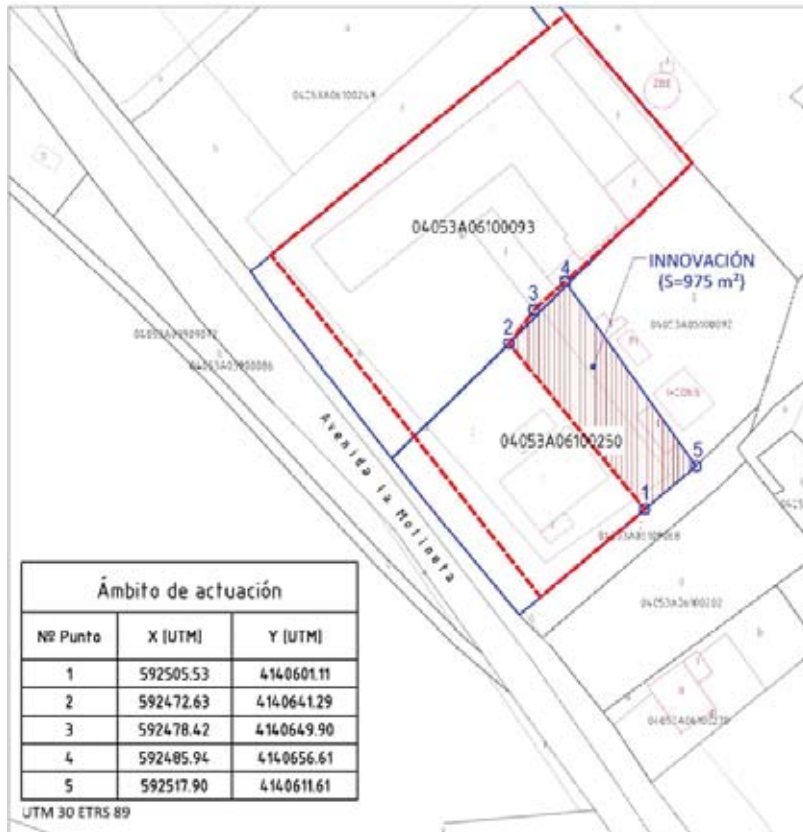 04053A06100093
INNOVACIÓN
(S=975 m²)
4
3
2
04053A06100250
5
1
Avenida la Molineta
04053A06100202
Ámbito de actuación
Nº Punto X (UTM) Y (UTM)
1 592505.53 4140601.11
2 592472.63 4140641.29
3 592478.42 4140649.90
4 592485.94 4140656.61
5 592517.90 4140611.61
UTM 30 ETRS 89